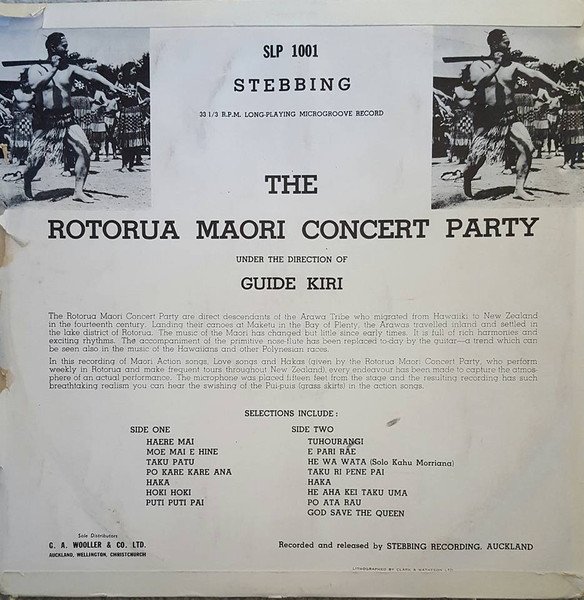 SLP 1001
STEBBING
33 1/3 R.P.M. LONG-PLAYING MICROGROOVE RECORD
THE
ROTORUA MAORI CONCERT PARTY
UNDER THE DIRECTION OF
GUIDE KIRI
The Rotorua Maori Concert Party are direct descendants of the Arawa Tribe who migrated from Hawaiiki to New Zealand
in the fourteenth century. Landing their canoes at Maketu in the Bay of Plenty, the Arawas travelled inland and settled in
the lake district of Rotorua. The music of the Maori has changed but little since early times. It is full of rich harmonies and
exciting rhythms. The accompaniment of the primitive nose-flute has been replaced to-day by the guitar—a trend which can
be seen also in the music of the Hawaiians and other Polynesian races.
In this recording of Maori Action songs, Love songs and Hakas (given by the Rotorua Maori Concert Party, who perform
weekly in Rotorua and make frequent tours throughout New Zealand), every endeavour has been made to capture the atmos-
phere of an actual performance. The microphone was placed fifteen feet from the stage and the resulting recording has such
breathtaking realism you can hear the swishing of the Pui-puis (grass skirts) in the action songs.
SELECTIONS INCLUDE :
SIDE ONE
HAERE MAI
MOE MAI E HINE
TAKU PATU
PO KARE KARE ANA
HAKA
HOKI HOKI
PUTI PUTI PAI
SIDE TWO
TUHOURANGI
E PARI RAE
HE WA WATA (Solo Kahu Morriana)
TAKU RI PENE PAI
HAKA
HE AHA KEI TAKU UMA
PO ATA RAU
GOD SAVE THE QUEEN
Sole Distributors
G. A. WOOLLER & CO. LTD.
AUCKLAND, WELLINGTON, CHRISTCHURCH
Recorded and released by STEBBING RECORDING, AUCKLAND
LITHOGRAPHED BY CLARK & MATHESON LTD.